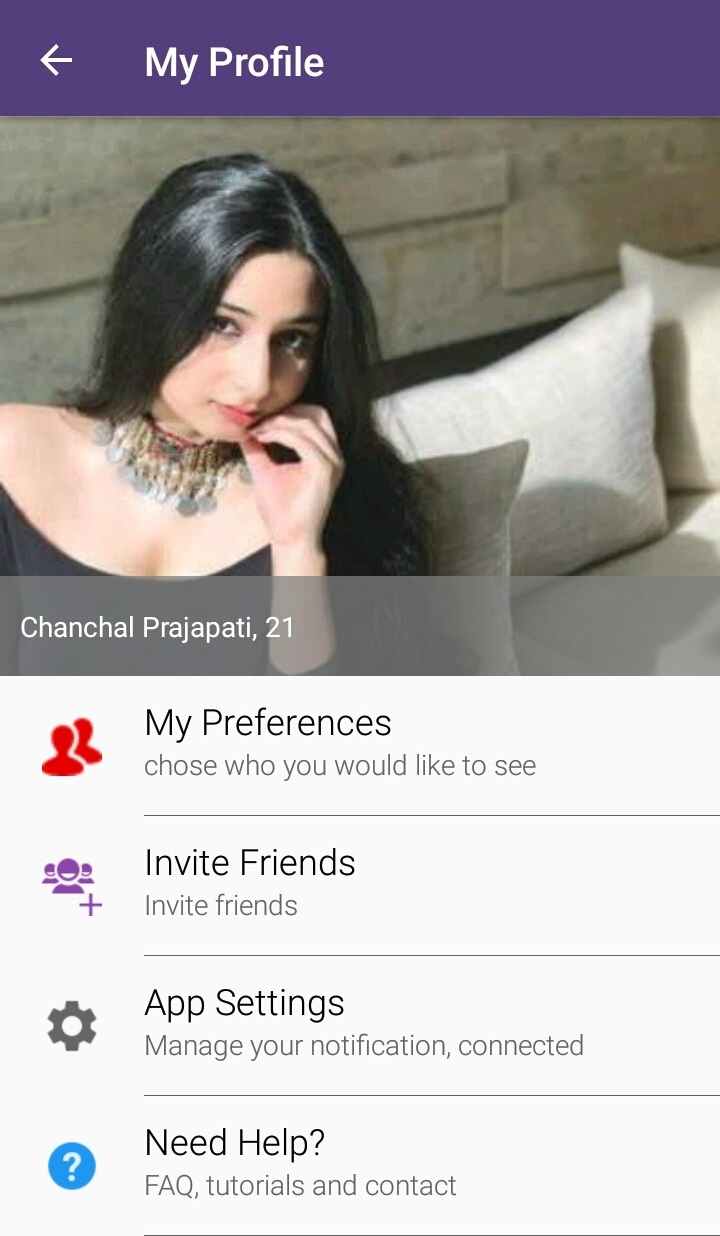 My Profile
Chanchal Prajapati, 21
My Preferences
chose who you would like to see
Invite Friends
Invite friends
App Settings
Manage your notification, connected
Need Help?
FAQ, tutorials and contact